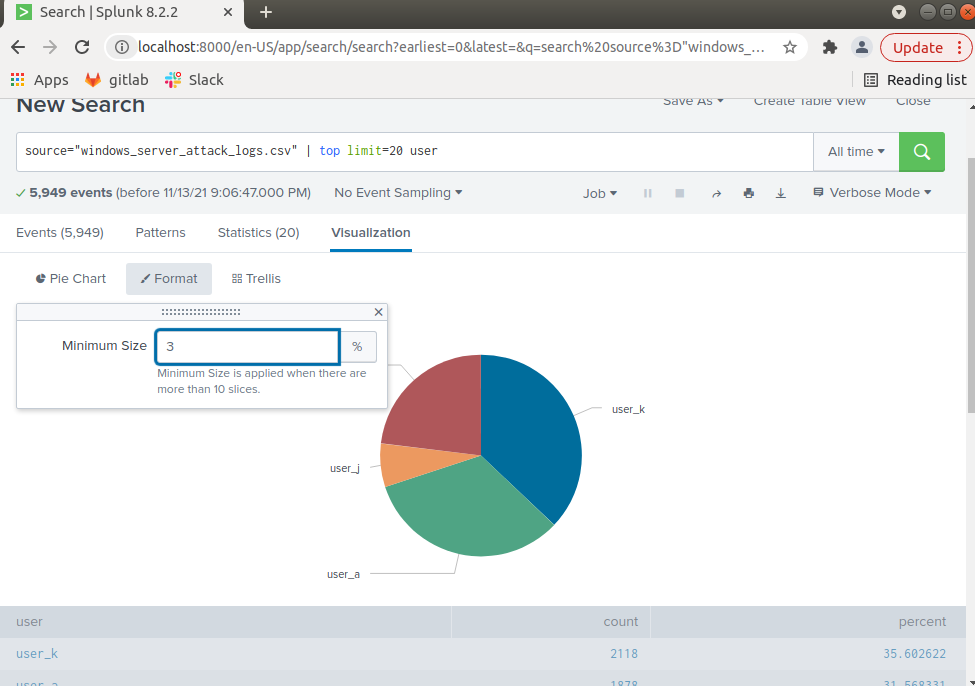 Search | Splunk 8.2.2
localhost:8000/en-US/app/search/search?earliest=0&latest=&q=search%20source%3D"windows_...
Update
Apps gitlab Slack Reading list
New Search Save As Create Table View Close
source="windows_server_attack_logs.csv" | top limit=20 user All time
5,949 events (before 11/13/21 9:06:47.000 PM) No Event Sampling Job Verbose Mode
Events (5,949) Patterns Statistics (20) Visualization
Pie Chart Format Trellis
Minimum Size 3 %
Minimum Size is applied when there are
more than 10 slices.
user_k
user_j
user_a
user count percent
user_k 2118 35.602622
user_a 1878 31.568331